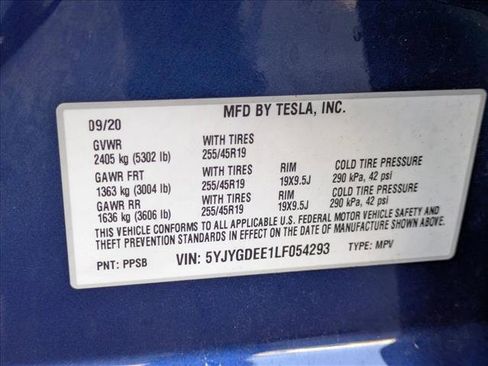 MFD BY TESLA, INC.
09/20
GVWR WITH TIRES
2405 kg (5302 lb) 255/45R19
GAWR FRT WITH TIRES RIM COLD TIRE PRESSURE
1363 kg (3004 lb) 255/45R19 19X9.5J 290 kPa, 42 psi
GAWR RR WITH TIRES RIM COLD TIRE PRESSURE
1636 kg (3606 lb) 255/45R19 19X9.5J 290 kPa, 42 psi
THIS VEHICLE CONFORMS TO ALL APPLICABLE U.S. FEDERAL MOTOR VEHICLE SAFETY AND
THEFT PREVENTION STANDARDS IN EFFECT ON THE DATE OF MANUFACTURE SHOWN ABOVE.
PNT: PPSB VIN: 5YJYGDEE1LF054293 TYPE: MPV